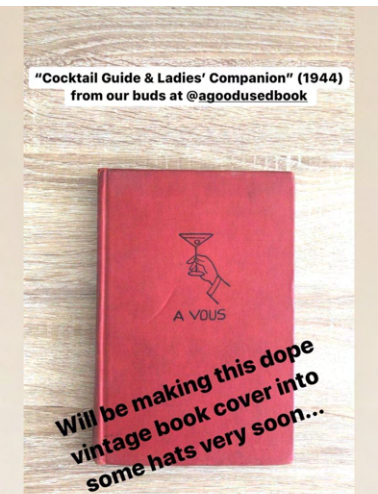 “Cocktail Guide & Ladies’ Companion” (1944)
from our buds at @agoodusedbook
A VOUS
Will be making this dope
vintage book cover into
some hats very soon...